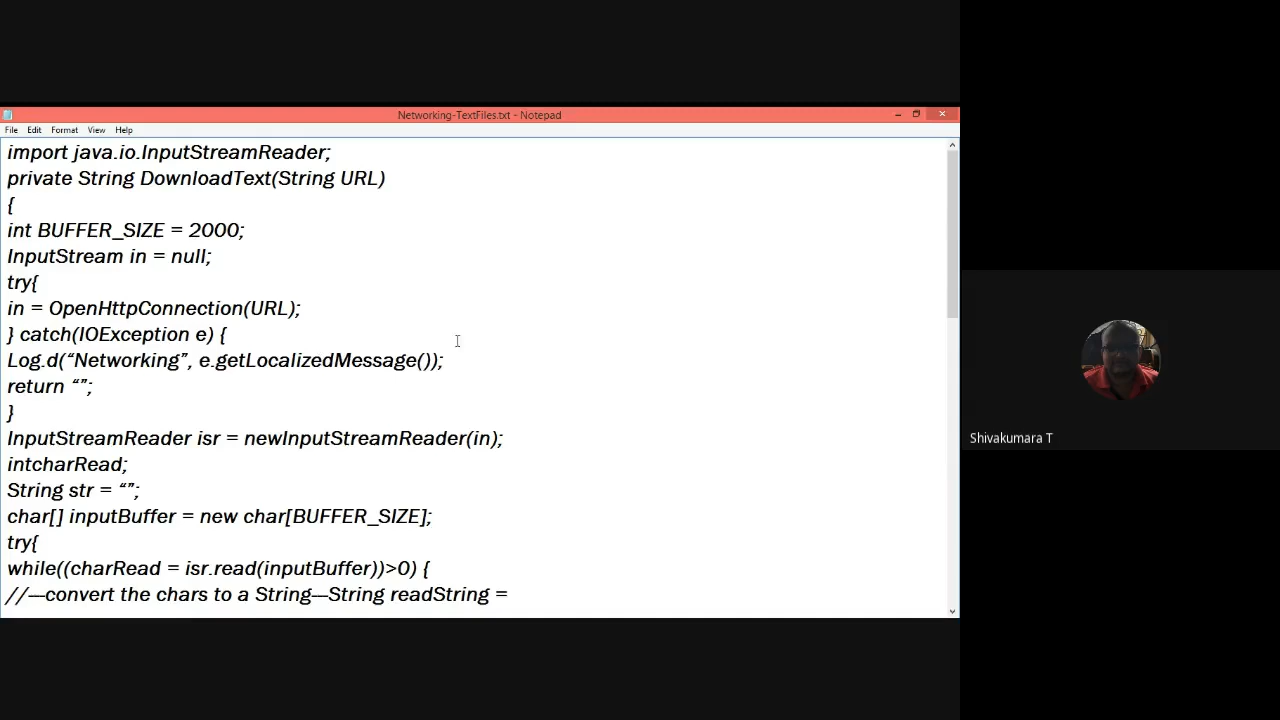 Networking-TextFiles.txt - Notepad
File Edit Format View Help
import java.io.InputStreamReader;
private String DownloadText(String URL)
{
int BUFFER_SIZE = 2000;
InputStream in = null;
try{
in = OpenHttpConnection(URL);
} catch(IOException e) {
Log.d(“Networking”, e.getLocalizedMessage());
return “”;
}
InputStreamReader isr = newInputStreamReader(in);
intcharRead;
String str = “”;
char[] inputBuffer = new char[BUFFER_SIZE];
try{
while((charRead = isr.read(inputBuffer))>0) {
//---convert the chars to a String---String readString =
Shivakumara T